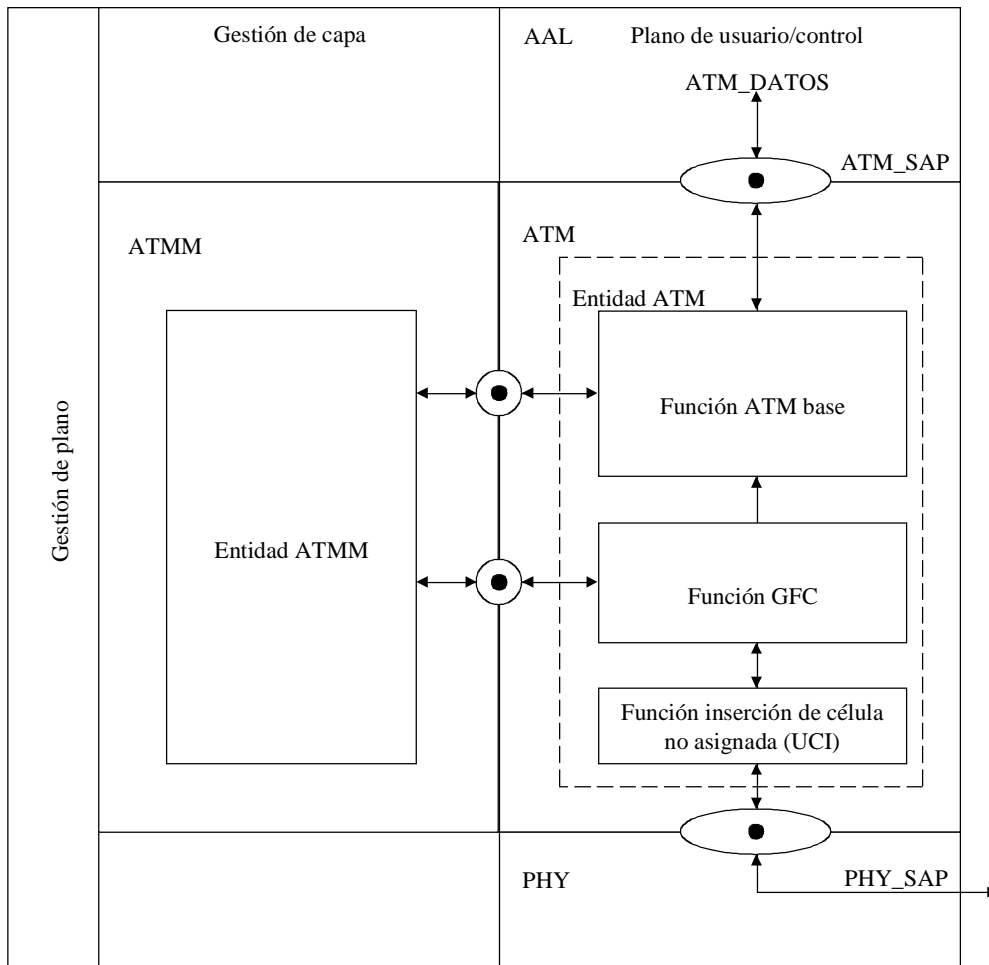 Gestión de capa
AAL
Plano de usuario/control
ATM_DATOS
ATM_SAP
ATMM
ATM
Entidad ATM
Función ATM base
Gestión de plano
Entidad ATMM
Función GFC
Función inserción de célula
no asignada (UCI)
PHY
PHY_SAP